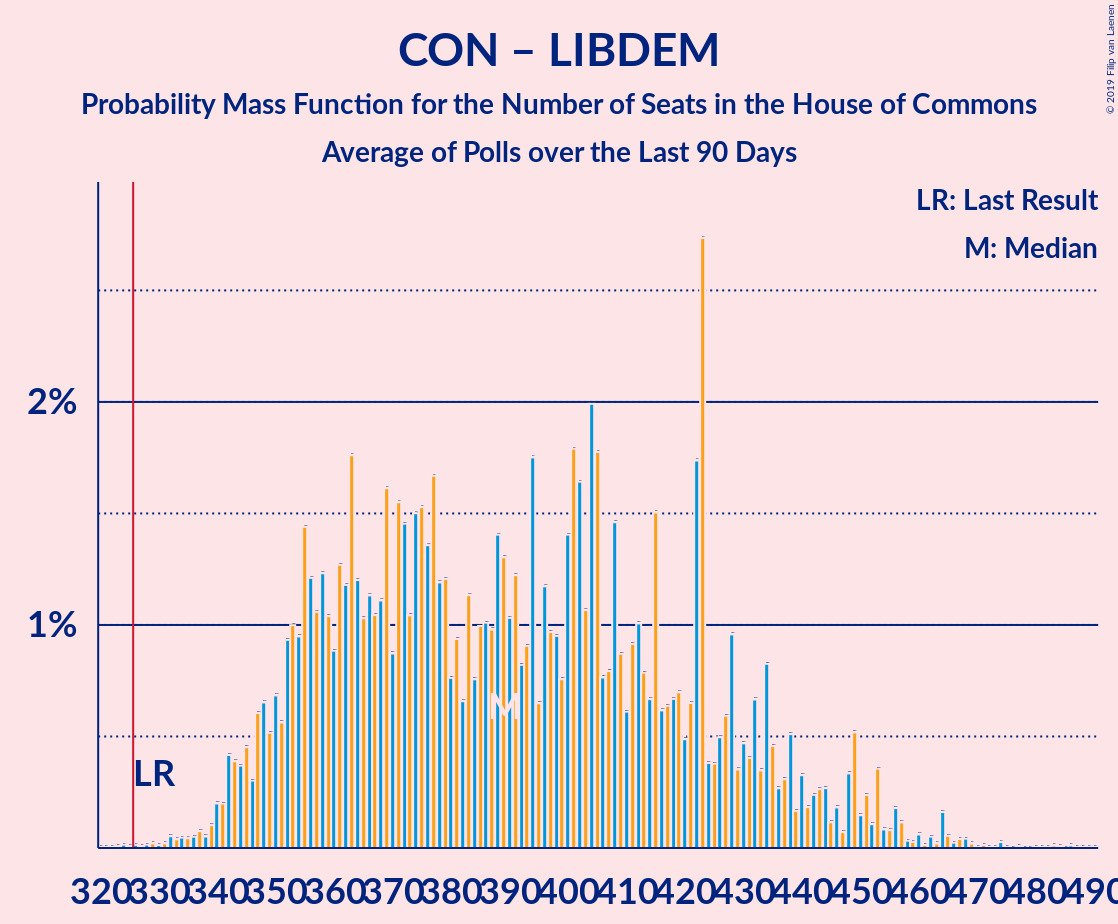 CON – LIBDEM
Probability Mass Function for the Number of Seats in the House of Commons
Average of Polls over the Last 90 Days
© 2019 Filip van Laenen
LR: Last Result
M: Median
2%
1%
M
LR
320 330 340 350 360 370 380 390 400 410 420 430 440 450 460 470 480 490